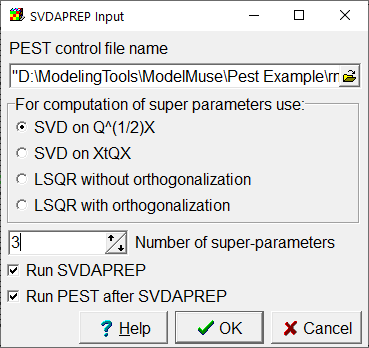 SVDAPREP Input
PEST control file name
"D:\ModelingTools\ModelMuse\Pest Example\rr
For computation of super parameters use:
SVD on Q^(1/2)X
SVD on XtQX
LSQR without orthogonalization
LSQR with orthogonalization
3 Number of super-parameters
Run SVDAPREP
Run PEST after SVDAPREP
Help OK Cancel